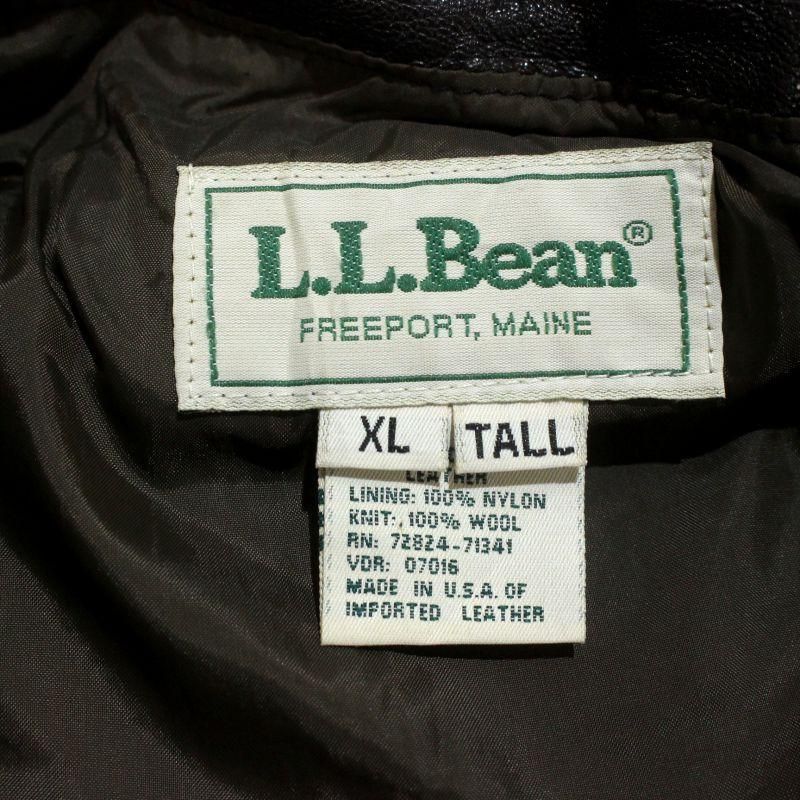 L.L.Bean®
FREEPORT, MAINE
XL TALL
LEATHER
LINING: 100% NYLON
KNIT: 100% WOOL
RN: 72824-71341
VDR: 07016
MADE IN U.S.A. OF
IMPORTED LEATHER